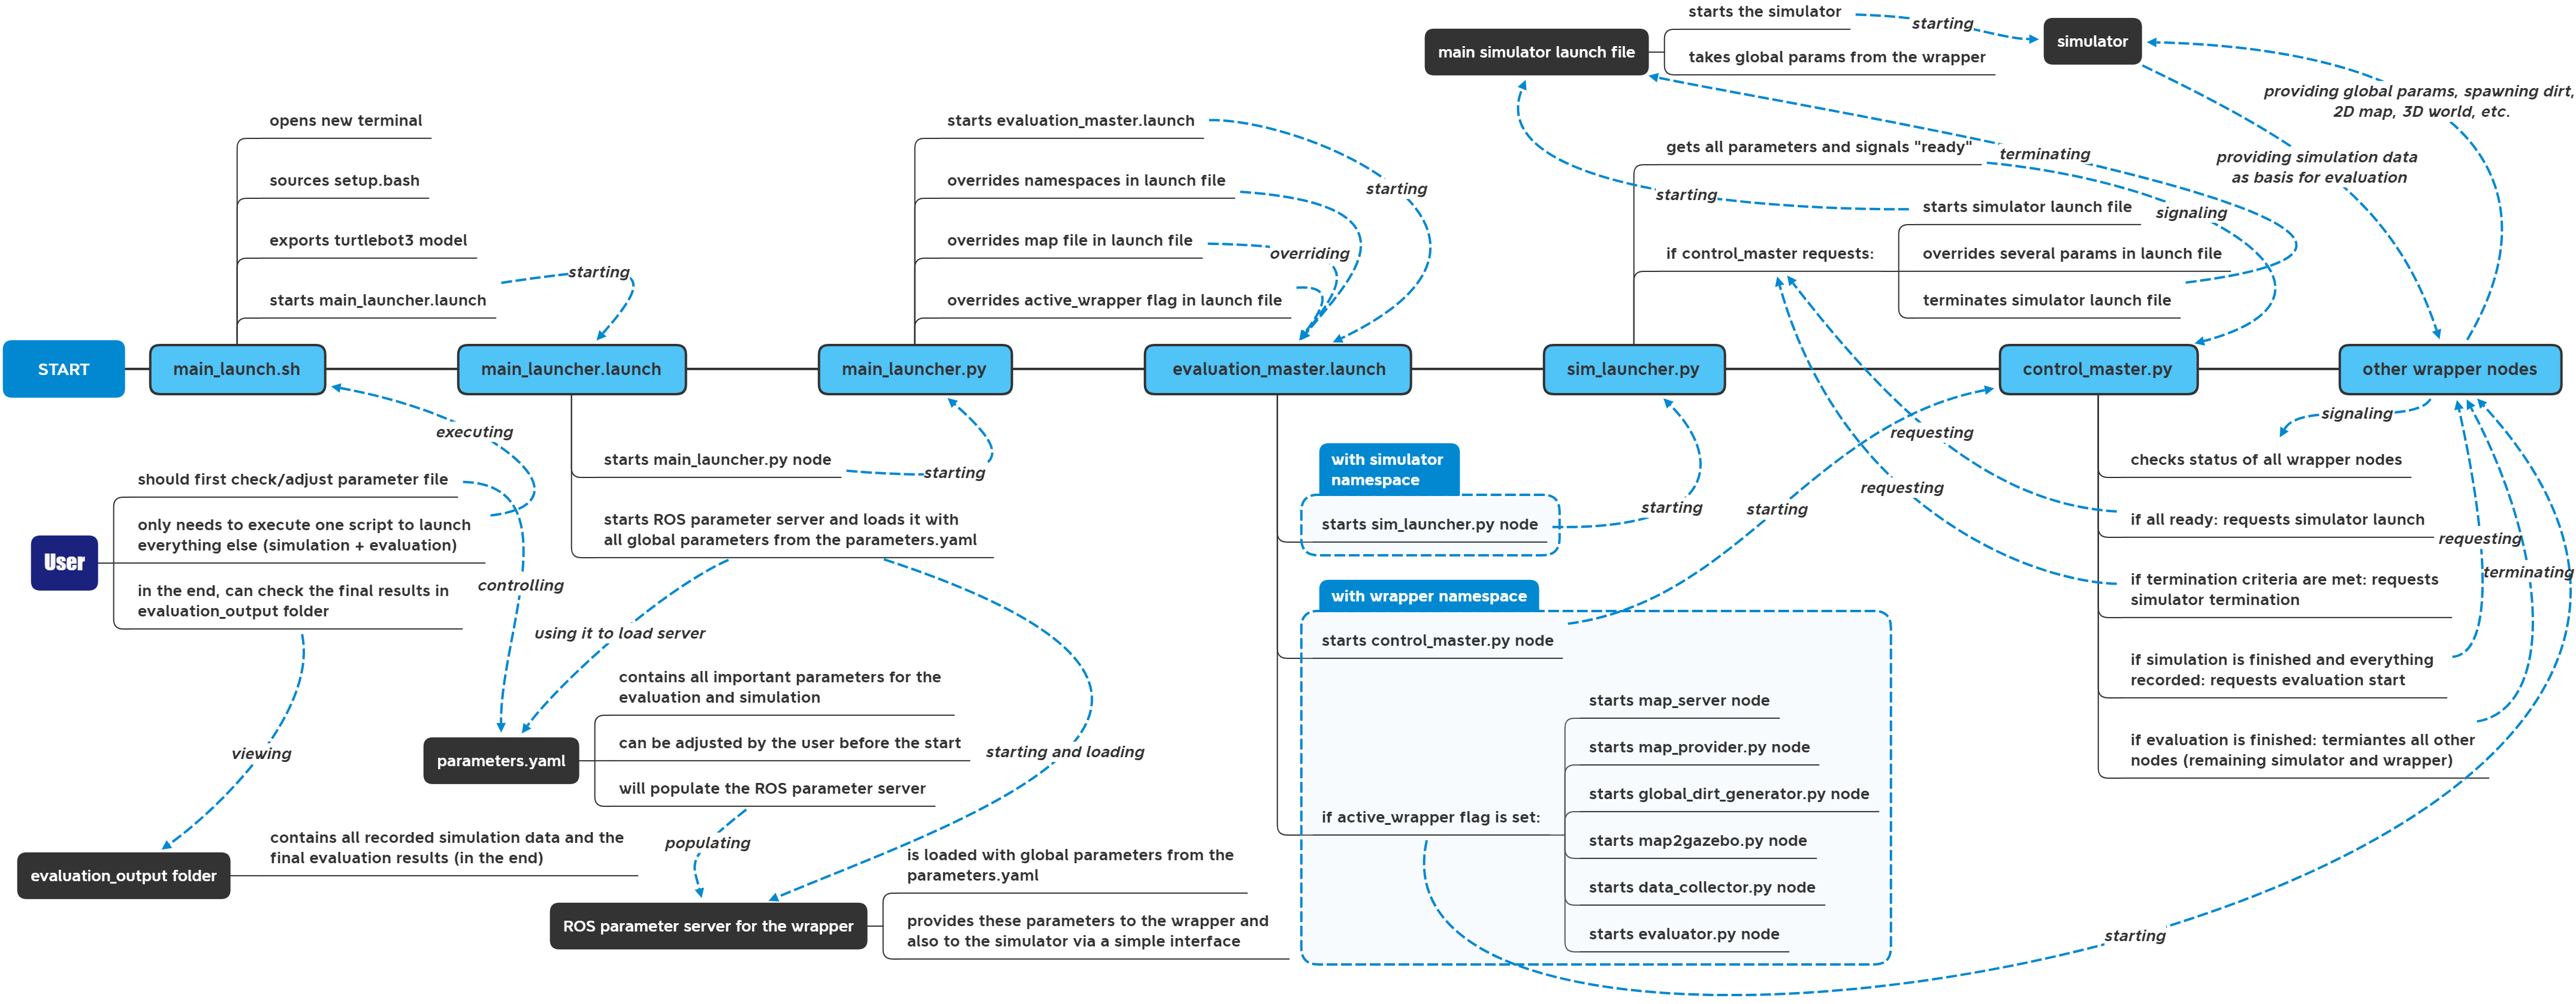 starts the simulator
starting
main simulator launch file
simulator
takes global params from the wrapper
providing global params, spawning dirt,
2D map, 3D world, etc.
opens new terminal
sources setup.bash
exports turtlebot3 model
starts main_launcher.launch
starting
starts evaluation_master.launch
overrides namespaces in launch file
overrides map file in launch file
overrides active_wrapper flag in launch file
starting
overriding
gets all parameters and signals "ready"
terminating
providing simulation data
as basis for evaluation
starting
starts simulator launch file
signaling
if control_master requests:
overrides several params in launch file
terminates simulator launch file
START
main_launch.sh
main_launcher.launch
main_launcher.py
evaluation_master.launch
sim_launcher.py
control_master.py
other wrapper nodes
executing
should first check/adjust parameter file
only needs to execute one script to launch
everything else (simulation + evaluation)
User
in the end, can check the final results in
evaluation_output folder
controlling
viewing
starts main_launcher.py node
starting
starts ROS parameter server and loads it with
all global parameters from the parameters.yaml
using it to load server
contains all important parameters for the
evaluation and simulation
parameters.yaml
can be adjusted by the user before the start
will populate the ROS parameter server
starting and loading
populating
contains all recorded simulation data and the
final evaluation results (in the end)
evaluation_output folder
is loaded with global parameters from the
parameters.yaml
ROS parameter server for the wrapper
provides these parameters to the wrapper and
also to the simulator via a simple interface
with simulator
namespace
starts sim_launcher.py node
starting
with wrapper namespace
starts control_master.py node
starting
if active_wrapper flag is set:
starts map_server node
starts map_provider.py node
starts global_dirt_generator.py node
starts map2gazebo.py node
starts data_collector.py node
starts evaluator.py node
requesting
requesting
signaling
checks status of all wrapper nodes
if all ready: requests simulator launch
requesting
if termination criteria are met: requests
simulator termination
terminating
if simulation is finished and everything
recorded: requests evaluation start
if evaluation is finished: termiantes all other
nodes (remaining simulator and wrapper)
starting